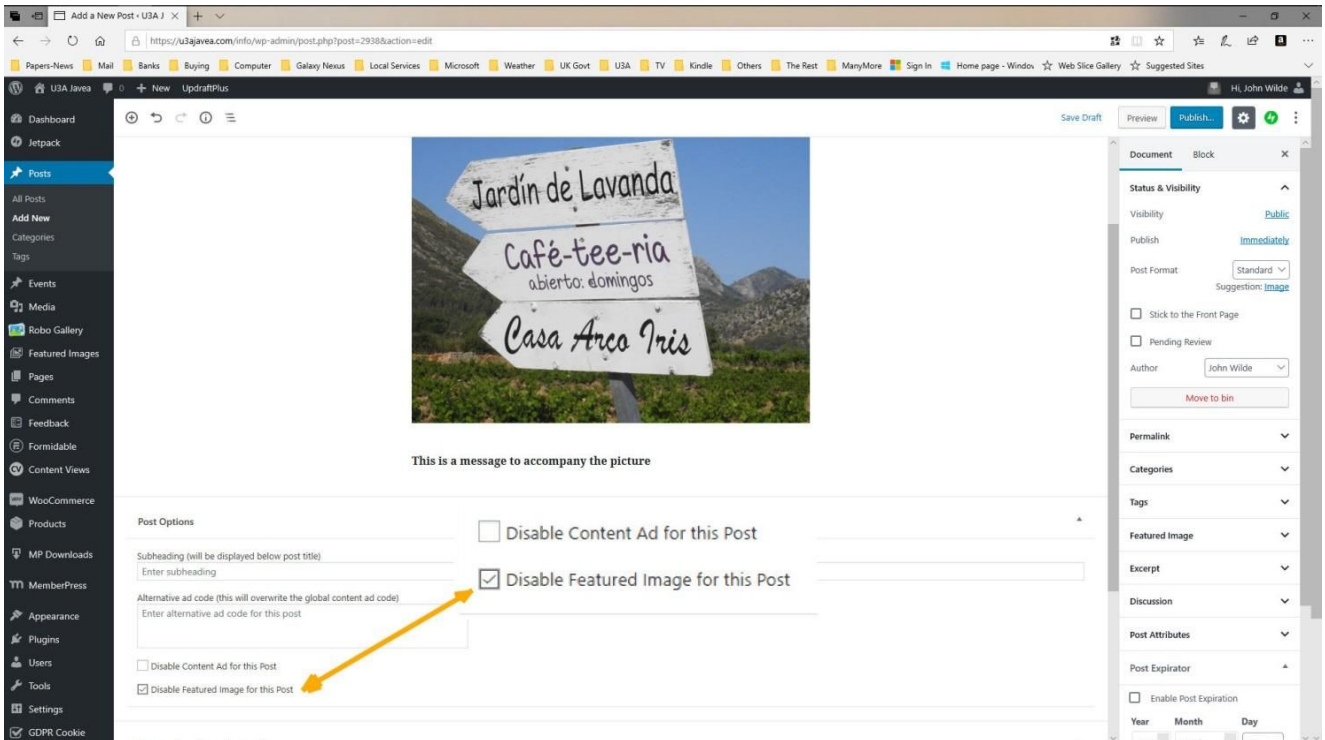 Add a New Post ‹ U3A J
https://u3ajavea.com/info/wp-admin/post.php?post=2938&action=edit
Papers-News Mail Banks Buying Computer Galaxy Nexus Local Services Microsoft Weather UK Govt U3A TV Kindle Others The Rest ManyMore Sign In Home page - Window Web Slice Gallery Suggested Sites
U3A Javea 0 + New UpdraftPlus Hi, John Wilde
Dashboard
Jetpack
Posts
All Posts
Add New
Categories
Tags
Events
Media
Robo Gallery
Featured Images
Pages
Comments
Feedback
Formidable
Content Views
WooCommerce
Products
MP Downloads
MemberPress
Appearance
Plugins
Users
Tools
Settings
GDPR Cookie
Save Draft Preview Publish...
Jardín de Lavanda
Café-tee-ria
abierto: domingos
Casa Arco Iris
This is a message to accompany the picture
Post Options
Subheading (will be displayed below post title)
Enter subheading
Alternative ad code (this will overwrite the global content ad code)
Enter alternative ad code for this post
Disable Content Ad for this Post
Disable Featured Image for this Post
Disable Content Ad for this Post
Disable Featured Image for this Post
Document Block
Status & Visibility
Visibility Public
Publish Immediately
Post Format Standard
Suggestion: Image
Stick to the Front Page
Pending Review
Author John Wilde
Move to bin
Permalink
Categories
Tags
Featured Image
Excerpt
Discussion
Post Attributes
Post Expirator
Enable Post Expiration
Year Month Day